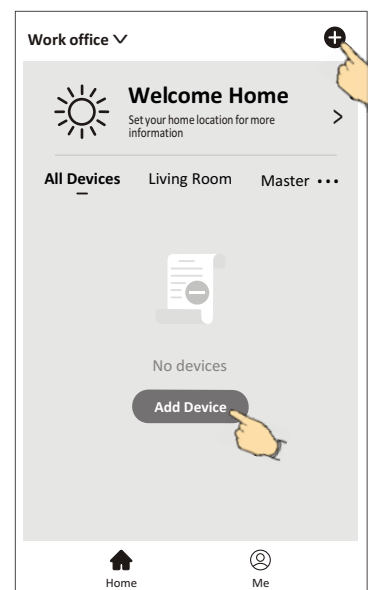 Work office
Welcome Home
Set your home location for more
information
All Devices Living Room Master
No devices
Add Device
Home Me